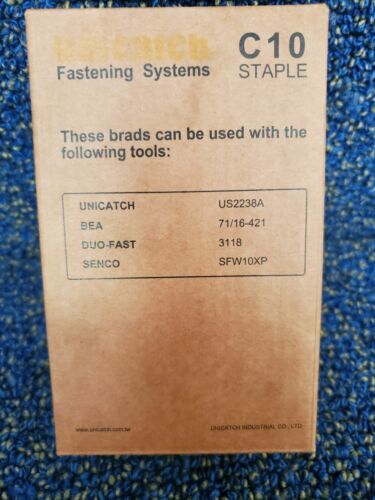 unicatch
C10
Fastening Systems
STAPLE
These brads can be used with the
following tools:
UNICATCH US2238A
BEA 71/16-421
DUO-FAST 3118
SENCO SFW10XP
www.unicatch.com.tw
UNICATCH INDUSTRIAL CO., LTD.